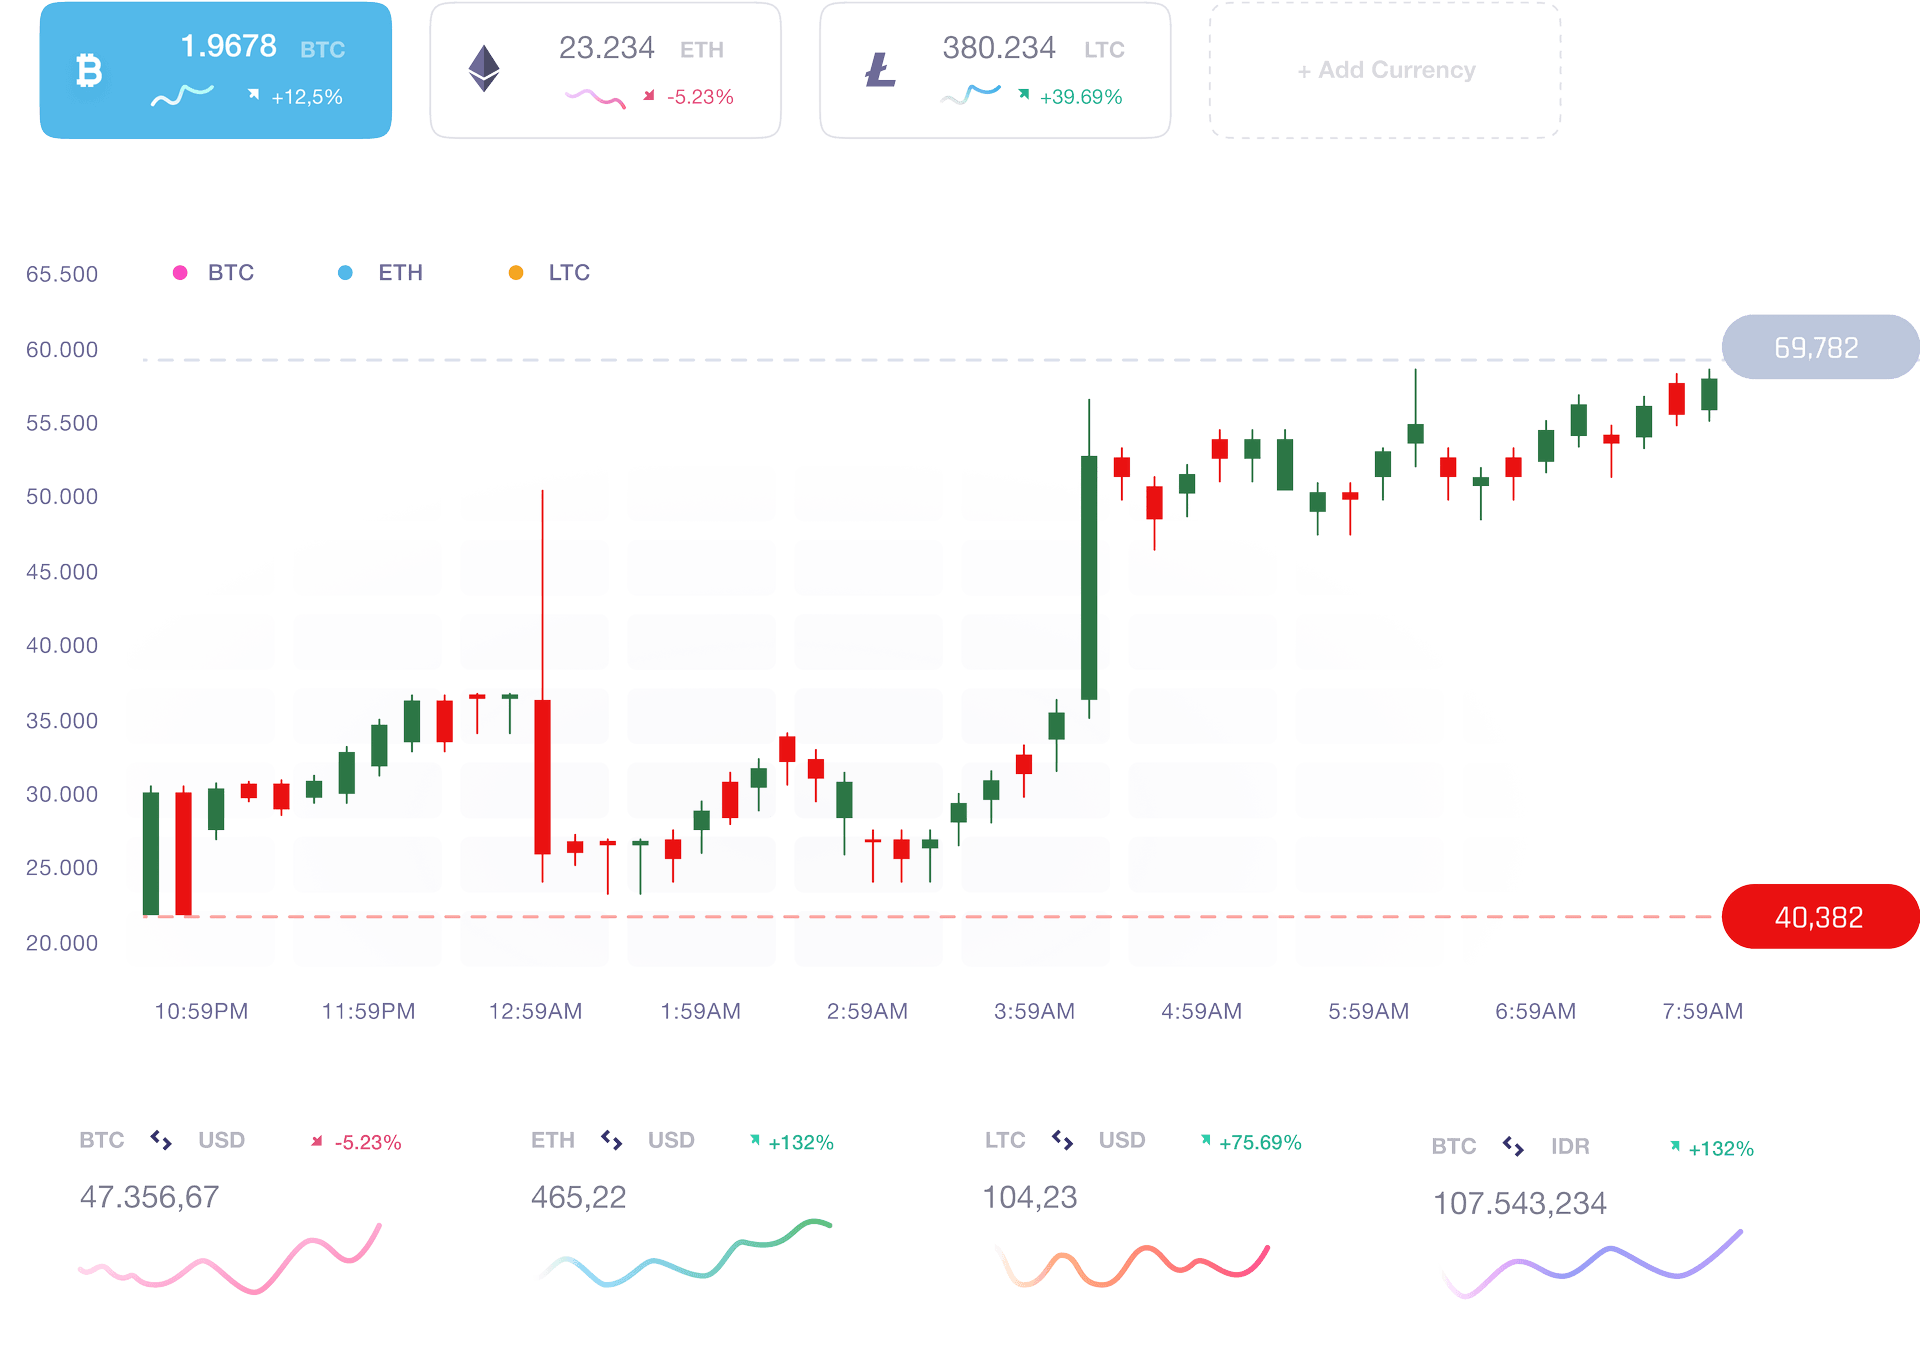 1.9678 BTC
+12,5%
23.234 ETH
-5.23%
380.234 LTC
+39.69%
+ Add Currency
BTC ETH LTC
65.500
60.000
55.500
50.000
45.000
40.000
35.000
30.000
25.000
20.000
69,782
40,382
10:59PM 11:59PM 12:59AM 1:59AM 2:59AM 3:59AM 4:59AM 5:59AM 6:59AM 7:59AM
BTC USD -5.23%
47.356,67
ETH USD +132%
465,22
LTC USD +75.69%
104,23
BTC IDR +132%
107.543,234